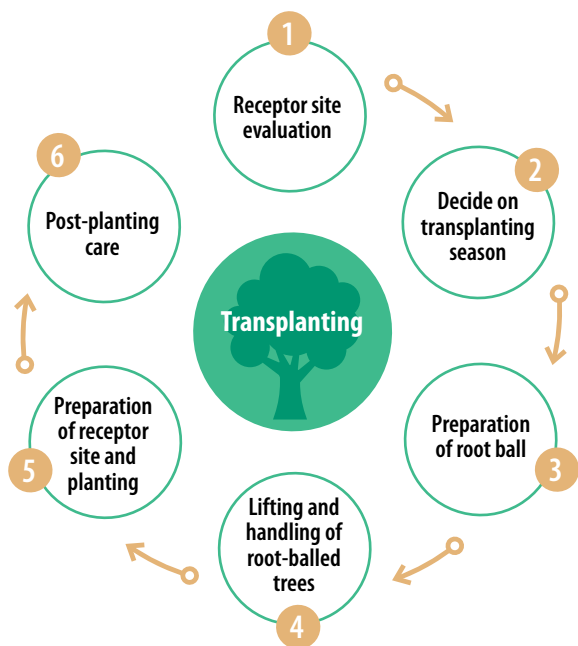 1
Receptor site
evaluation
2
Decide on
transplanting
season
3
Preparation
of root ball
4
Lifting and
handling of
root-balled
trees
5
Preparation
of receptor
site and
planting
6
Post-planting
care
Transplanting